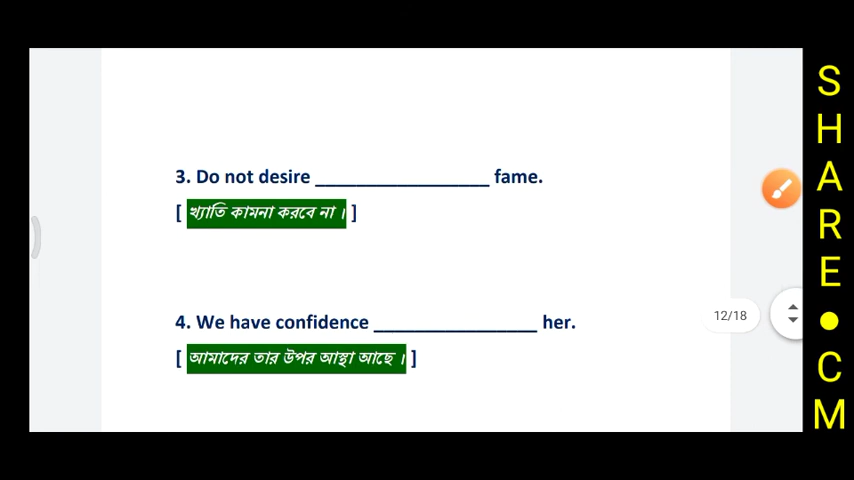 3. Do not desire _________________ fame.
[ খ্যাতি কামনা করবে না । ]
4. We have confidence ________________ her.
[ আমাদের তার উপর আস্থা আছে । ]
12/18
SHARE • CM